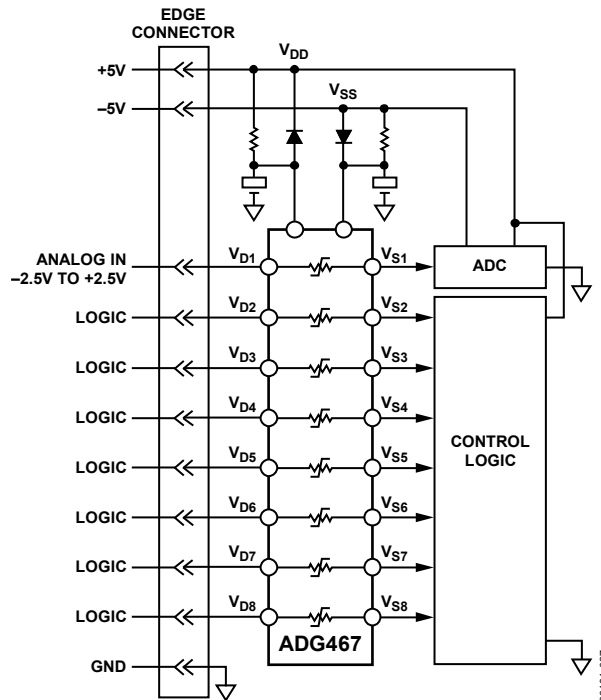 EDGE
CONNECTOR
+5V
VDD
–5V
VSS
ANALOG IN
–2.5V TO +2.5V
VD1
VS1
ADC
LOGIC
VD2
VS2
LOGIC
VD3
VS3
LOGIC
VD4
VS4
CONTROL
LOGIC
LOGIC
VD5
VS5
LOGIC
VD6
VS6
LOGIC
VD7
VS7
LOGIC
VD8
VS8
ADG467
GND